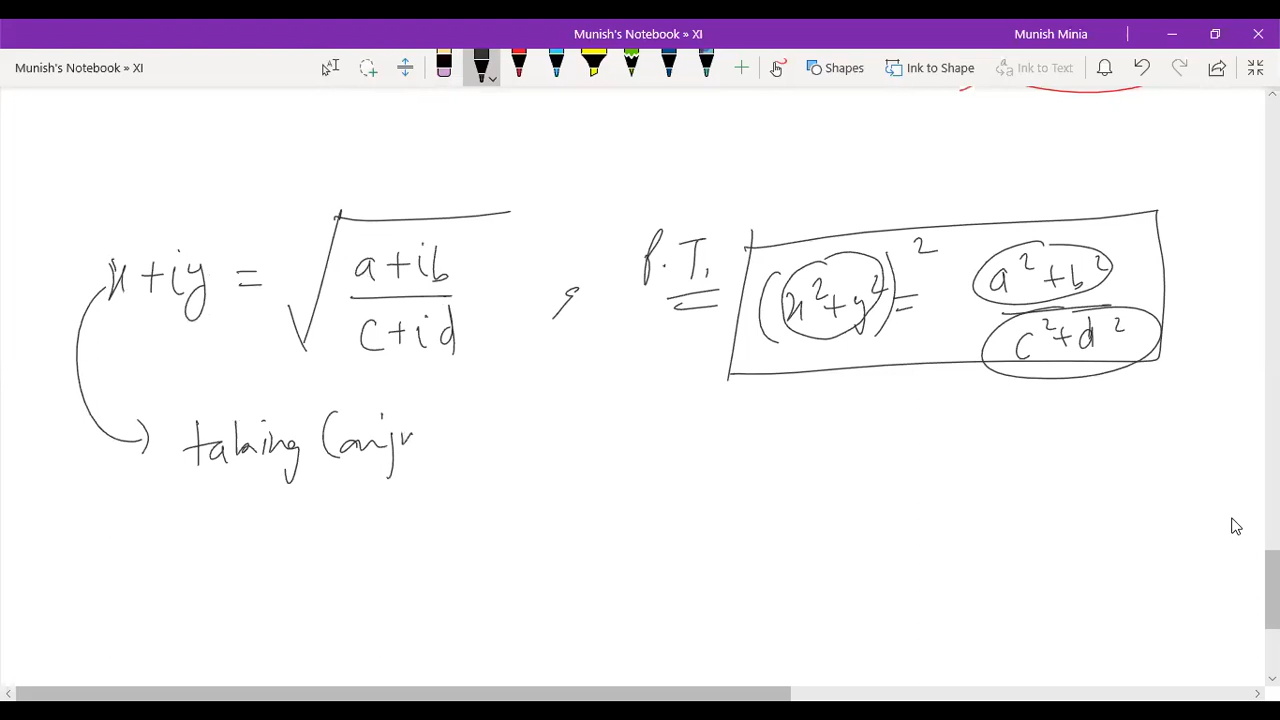 Munish's Notebook » XI
Munish Minia
Munish's Notebook » XI
Shapes
Ink to Shape
Ink to Text
x+iy = √(a+ib / c+id) , P.T. (x²+y²)² = a²+b² / c²+d²
→ taking Conju